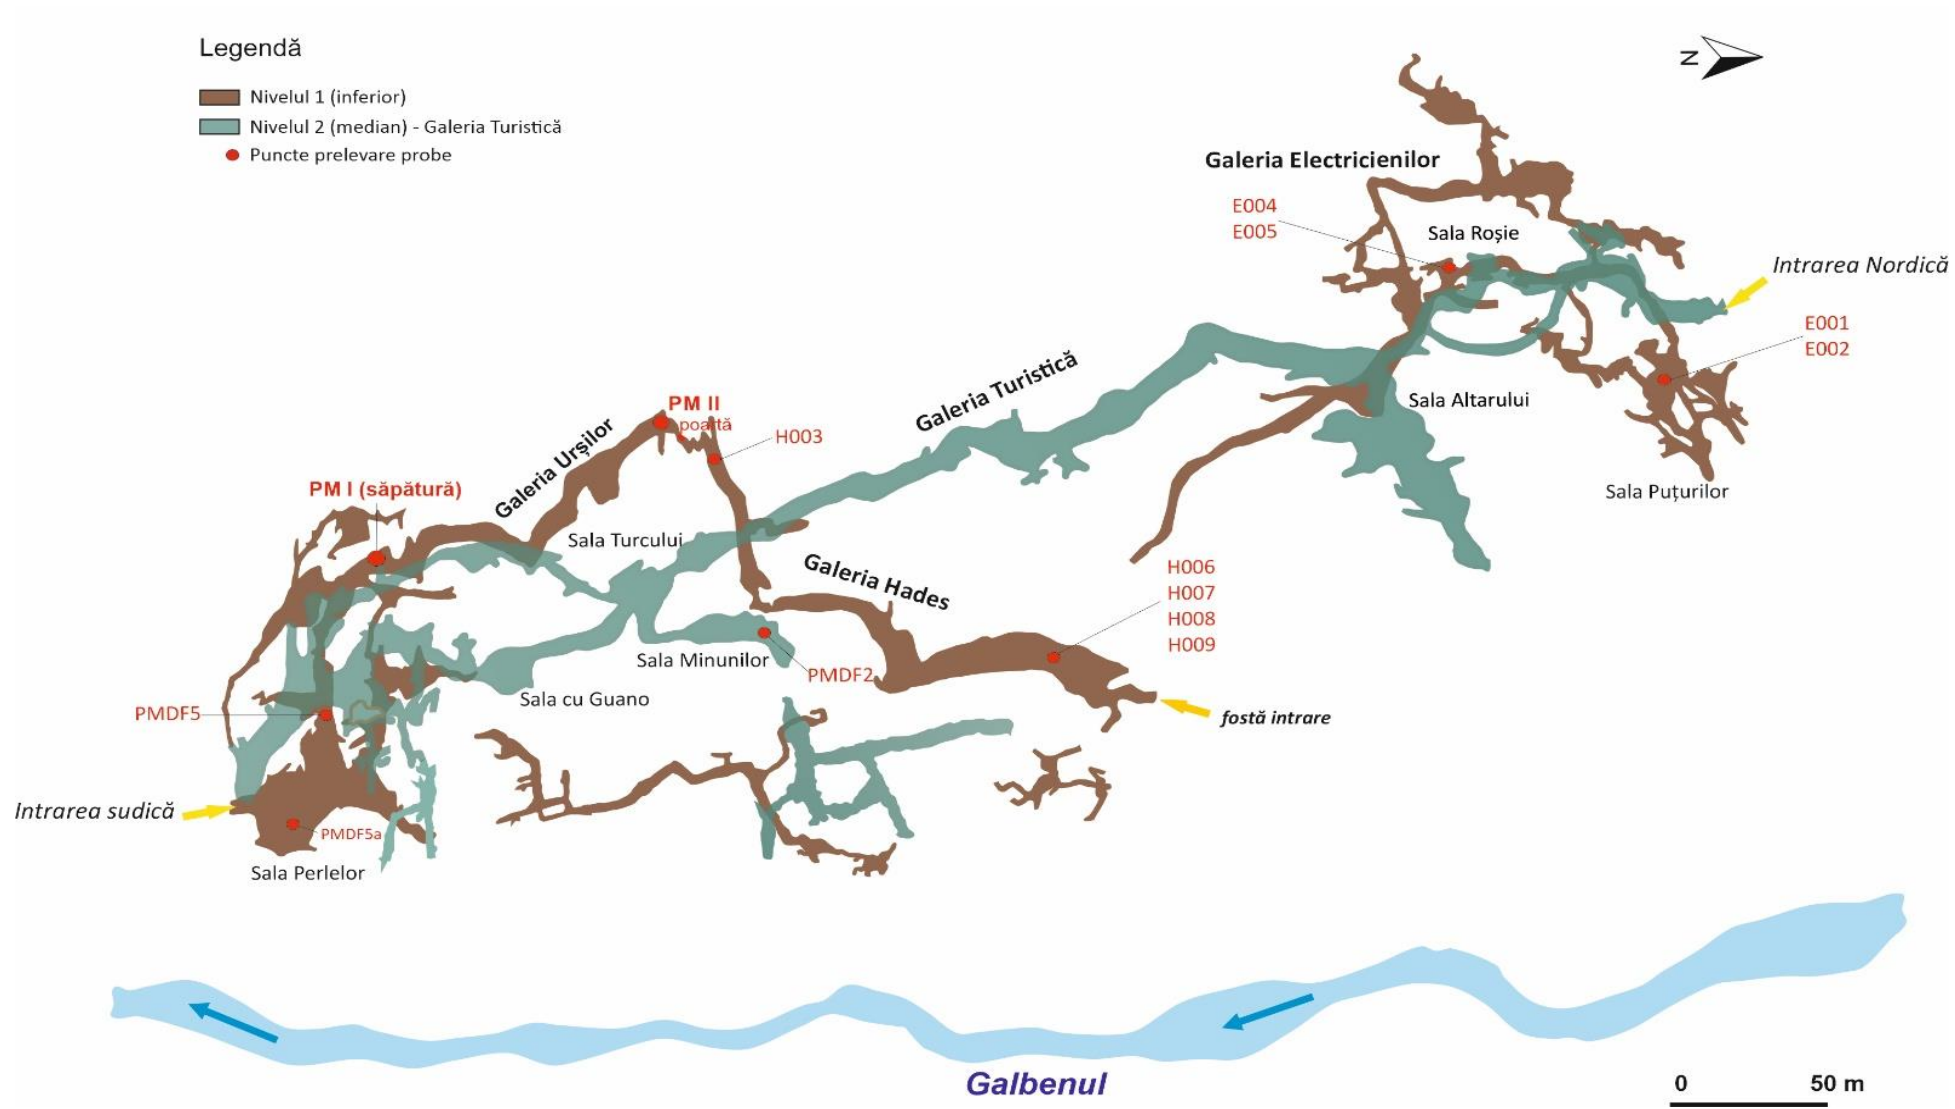 Legendă
Nivelul 1 (inferior)
Nivelul 2 (median) - Galeria Turistică
Puncte prelevare probe
N
Galeria Electricienilor
E004
E005
Sala Roșie
Intrarea Nordică
E001
E002
Sala Altarului
Sala Puțurilor
Galeria Turistică
PM II
poartă
H003
Galeria Urșilor
PM I (săpătură)
Sala Turcului
Galeria Hades
H006
H007
H008
H009
Sala Minunilor
PMDF2
Sala cu Guano
PMDF5
fostă intrare
Intrarea sudică
PMDF5a
Sala Perlelor
Galbenul
0 50 m